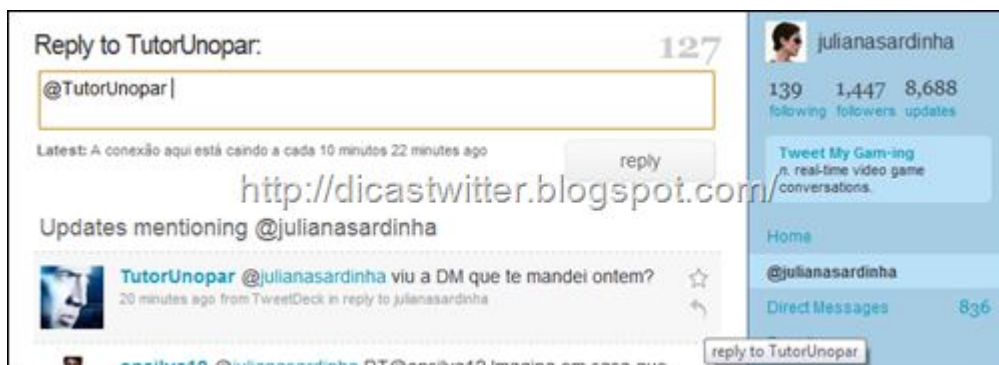 Reply to TutorUnopar:
127
@TutorUnopar
Latest: A conexão aqui está caindo a cada 10 minutos 22 minutes ago
reply
http://dicastwitter.blogspot.com/
Updates mentioning @julianasardinha
TutorUnopar @julianasardinha viu a DM que te mandei ontem?
20 minutes ago from TweetDeck in reply to julianasardinha
reply to TutorUnopar
julianasardinha
139 1,447 8,688
following followers updates
Tweet My Gam-ing
n. real-time video game
conversations.
Home
@julianasardinha
Direct Messages 836